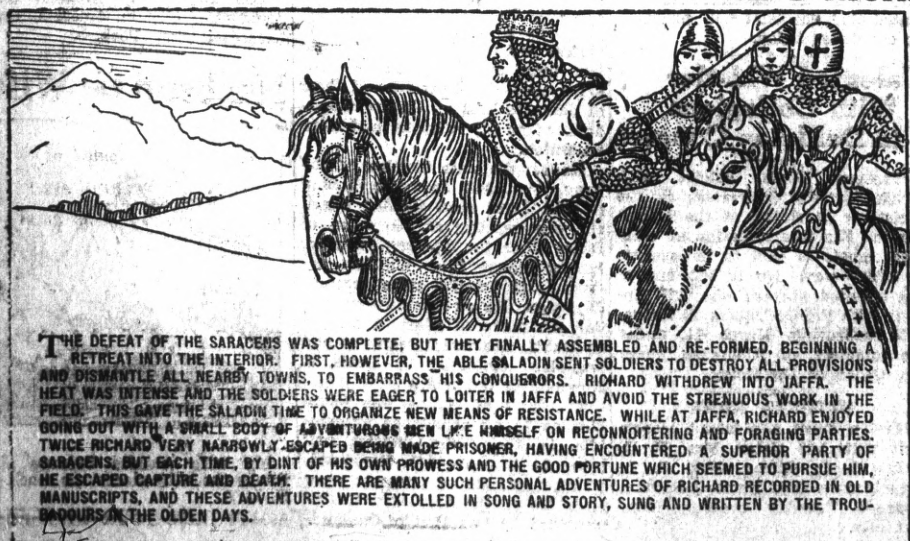 THE DEFEAT OF THE SARACENS WAS COMPLETE, BUT THEY FINALLY ASSEMBLED AND RE-FORMED, BEGINNING A
RETREAT INTO THE INTERIOR. FIRST, HOWEVER, THE ABLE SALADIN SENT SOLDIERS TO DESTROY ALL PROVISIONS
AND DISMANTLE ALL NEARBY TOWNS, TO EMBARRASS HIS CONQUERORS. RICHARD WITHDREW INTO JAFFA. THE
HEAT WAS INTENSE AND THE SOLDIERS WERE EAGER TO LOITER IN JAFFA AND AVOID THE STRENUOUS WORK IN THE
FIELD. THIS GAVE THE SALADIN TIME TO ORGANIZE NEW MEANS OF RESISTANCE. WHILE AT JAFFA, RICHARD ENJOYED
GOING OUT WITH A SMALL BODY OF ADVENTUROUS MEN LIKE HIMSELF ON RECONNOITERING AND FORAGING PARTIES.
TWICE RICHARD VERY NARROWLY ESCAPED BEING MADE PRISONER, HAVING ENCOUNTERED A SUPERIOR PARTY OF
SARACENS, BUT EACH TIME, BY DINT OF HIS OWN PROWESS AND THE GOOD FORTUNE WHICH SEEMED TO PURSUE HIM,
HE ESCAPED CAPTURE AND DEATH. THERE ARE MANY SUCH PERSONAL ADVENTURES OF RICHARD RECORDED IN OLD
MANUSCRIPTS, AND THESE ADVENTURES WERE EXTOLLED IN SONG AND STORY, SUNG AND WRITTEN BY THE TROU-
BADOURS IN THE OLDEN DAYS.